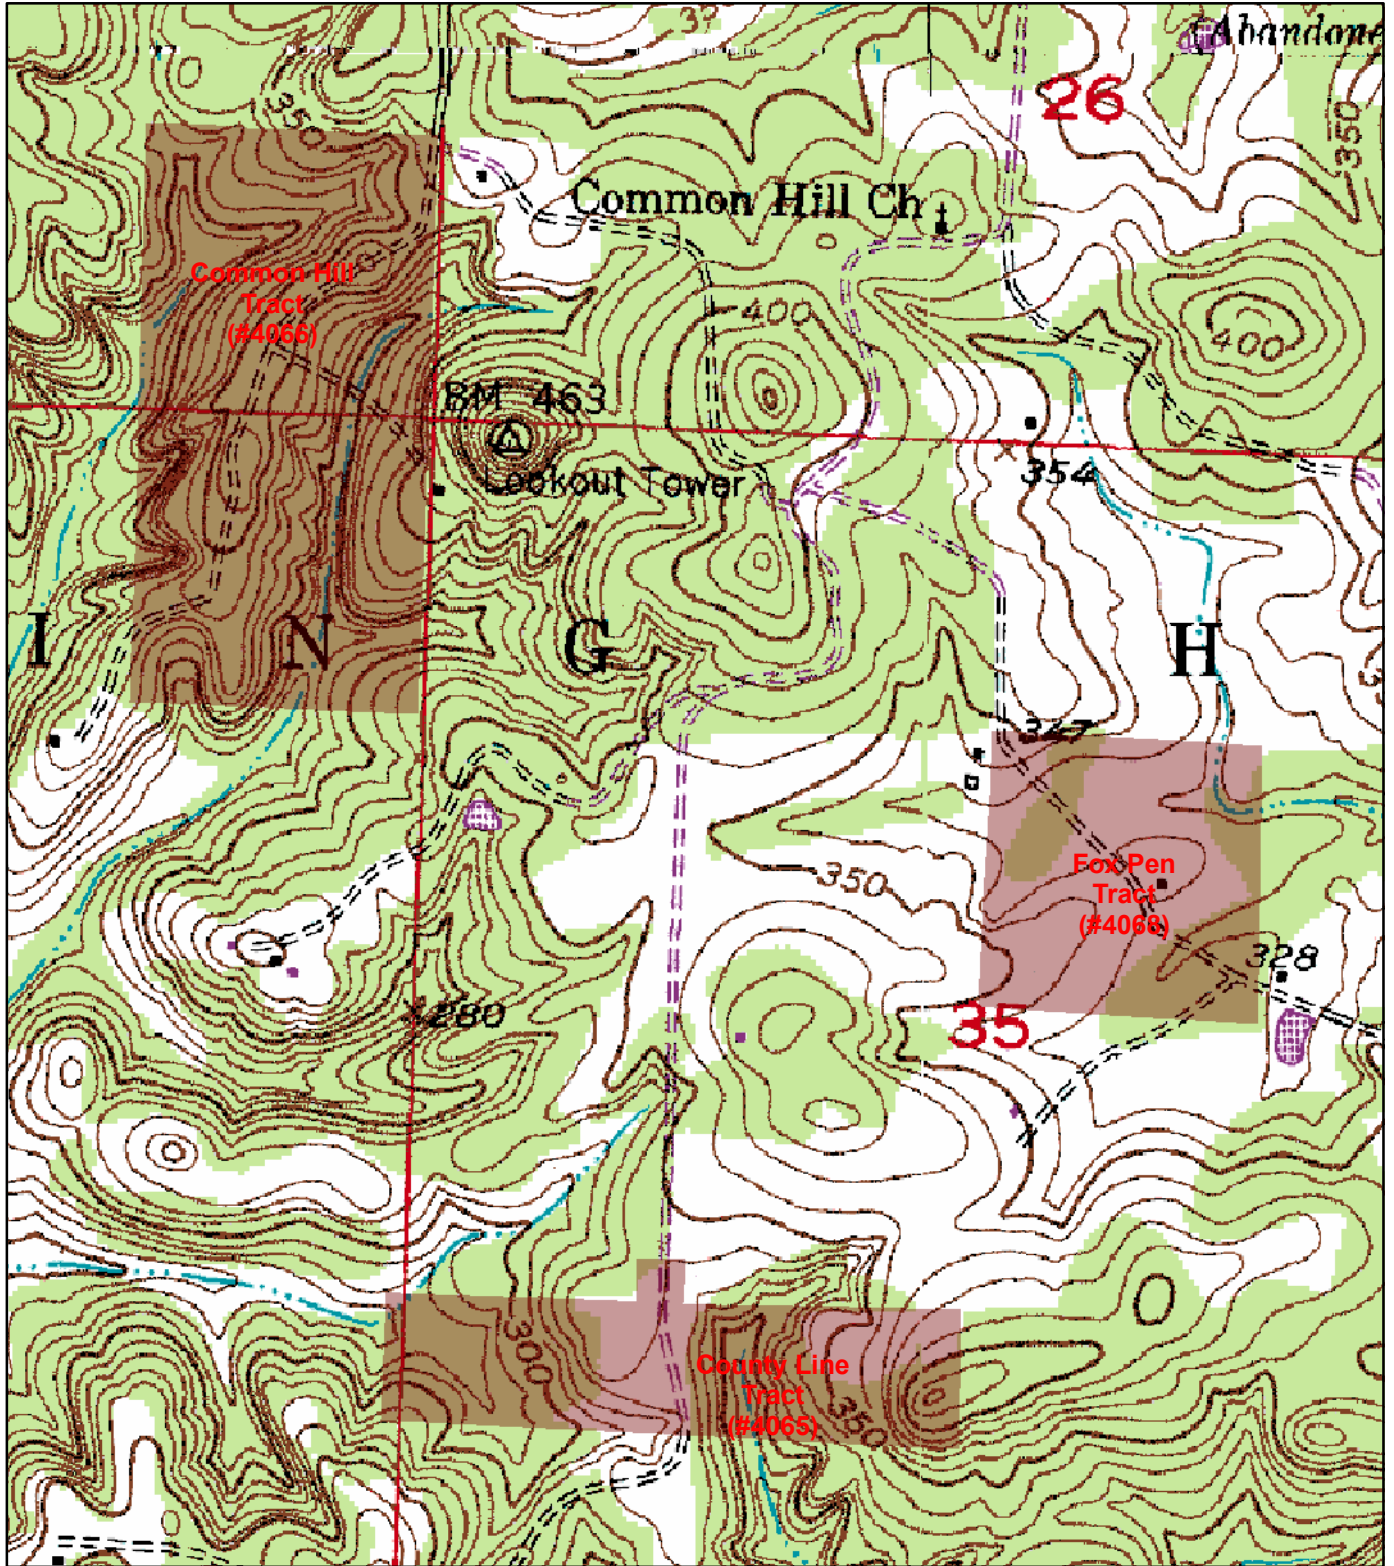 Abandone
26
350
350
Common Hill Ch
Common Hill
Tract
(#4066)
400
400
BM 463
Lookout Tower
354
I N G H
347
350
Fox Pen
Tract
(#4068)
328
280
35
O
300
County Line
Tract
(#4065)
350